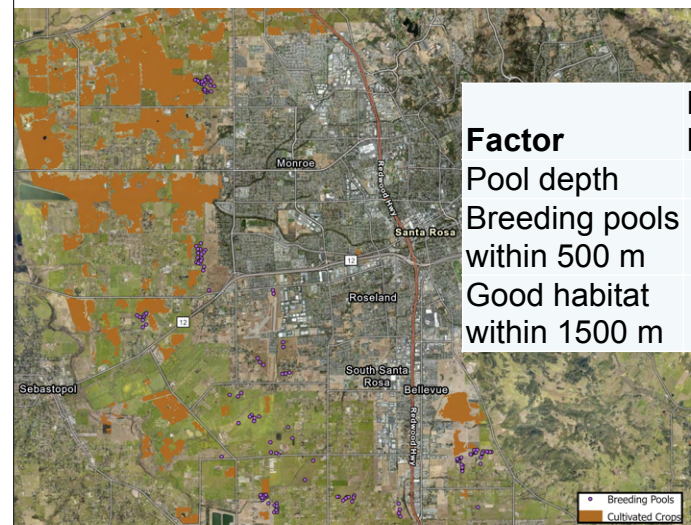 Factor
Pool depth
Breeding pools
within 500 m
Good habitat
within 1500 m
Monroe
Redwood Hwy
Santa Rosa
12
Roseland
12
South Santa
Rosa
Sebastopol
Bellevue
Redwood Hwy
Breeding Pools
Cultivated Crops